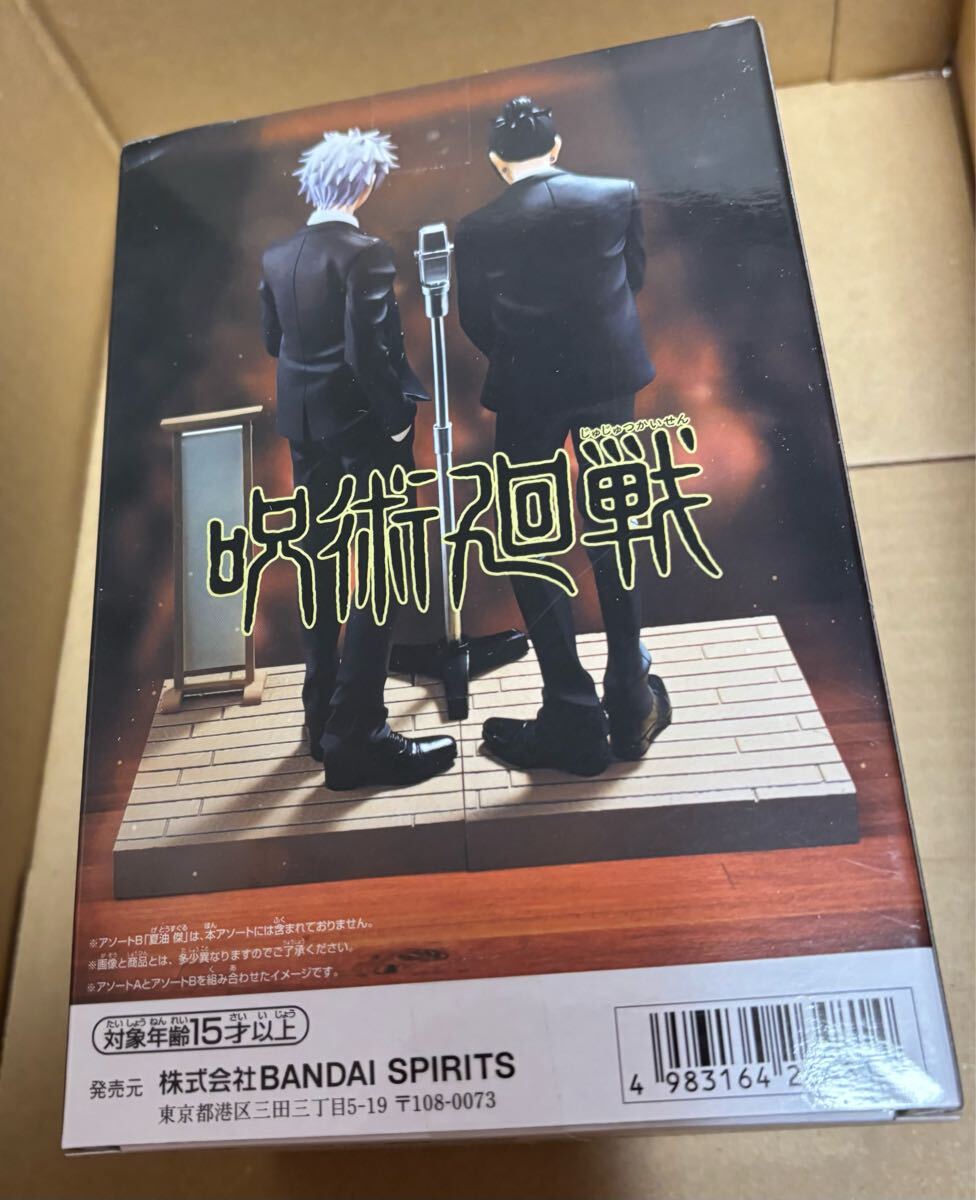 じゅじゅつかいせん
呪術廻戦
※アソートB「夏油 傑」は、本アソートには含まれておりません。
※画像と商品とは、多少異なりますのでご了承ください。
※アソートAとアソートBを組み合わせたイメージです。
対象年齢15才以上
発売元 株式会社BANDAI SPIRITS
東京都港区三田三丁目5-19 〒108-0073
4 983164 2